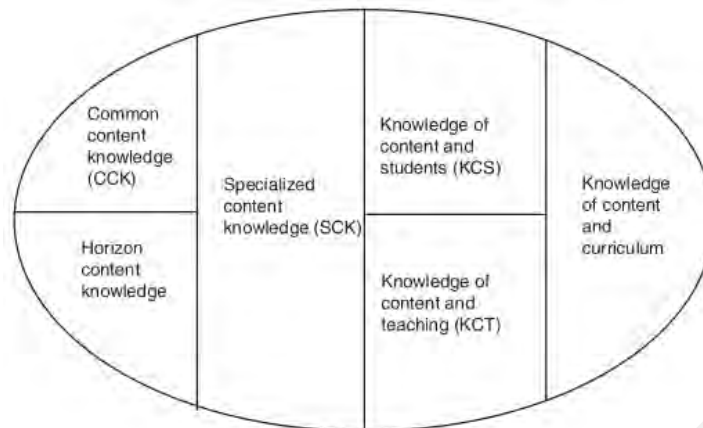 Common
content
knowledge
(CCK)
Horizon
content
knowledge
Specialized
content
knowledge (SCK)
Knowledge of
content and
students (KCS)
Knowledge of
content and
teaching (KCT)
Knowledge
of content
and
curriculum